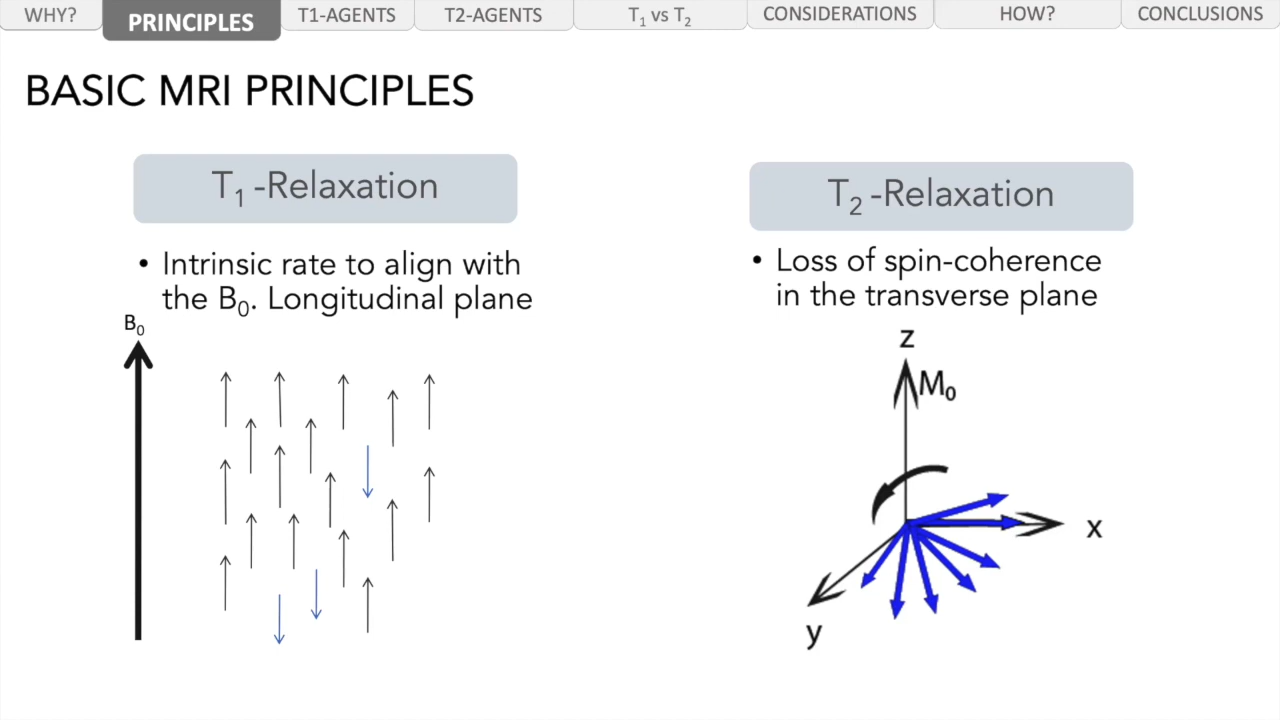 WHY?
PRINCIPLES
T1-AGENTS
T2-AGENTS
T₁ vs T₂
CONSIDERATIONS
HOW?
CONCLUSIONS
BASIC MRI PRINCIPLES
T₁ -Relaxation
• Intrinsic rate to align with
the B₀. Longitudinal plane
B₀
T₂ -Relaxation
• Loss of spin-coherence
in the transverse plane
z
M₀
x
y